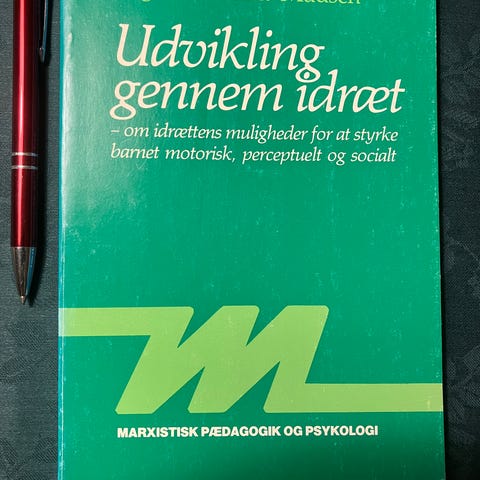 Udvikling
gennem idræt
– om idrættens muligheder for at styrke
barnet motorisk, perceptuelt og socialt
M
MARXISTISK PÆDAGOGIK OG PSYKOLOGI